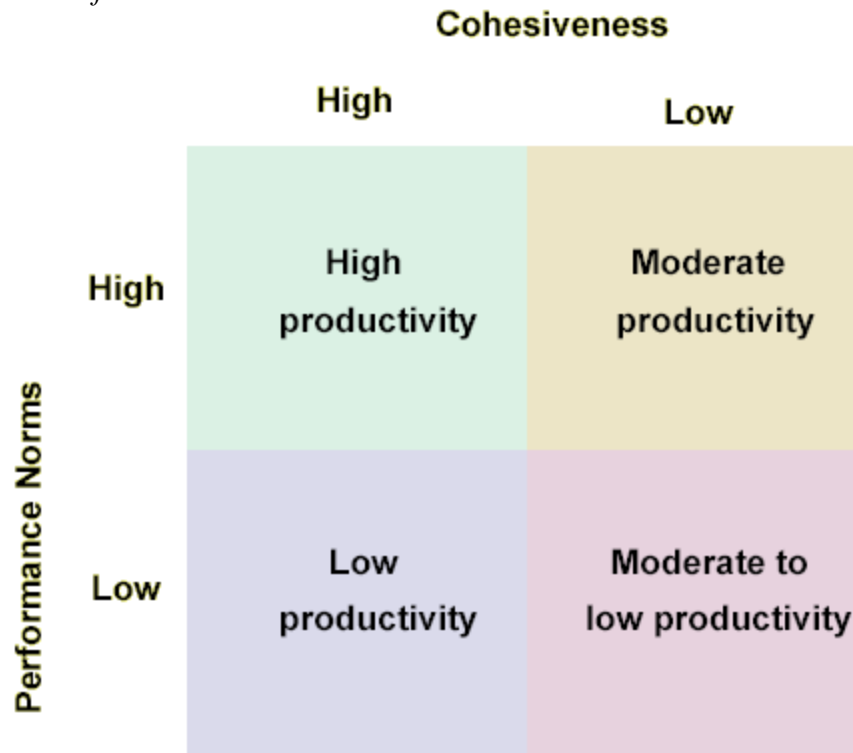 Cohesiveness
High
Low
High
High
productivity
Moderate
productivity
Performance Norms
Low
Low
productivity
Moderate to
low productivity